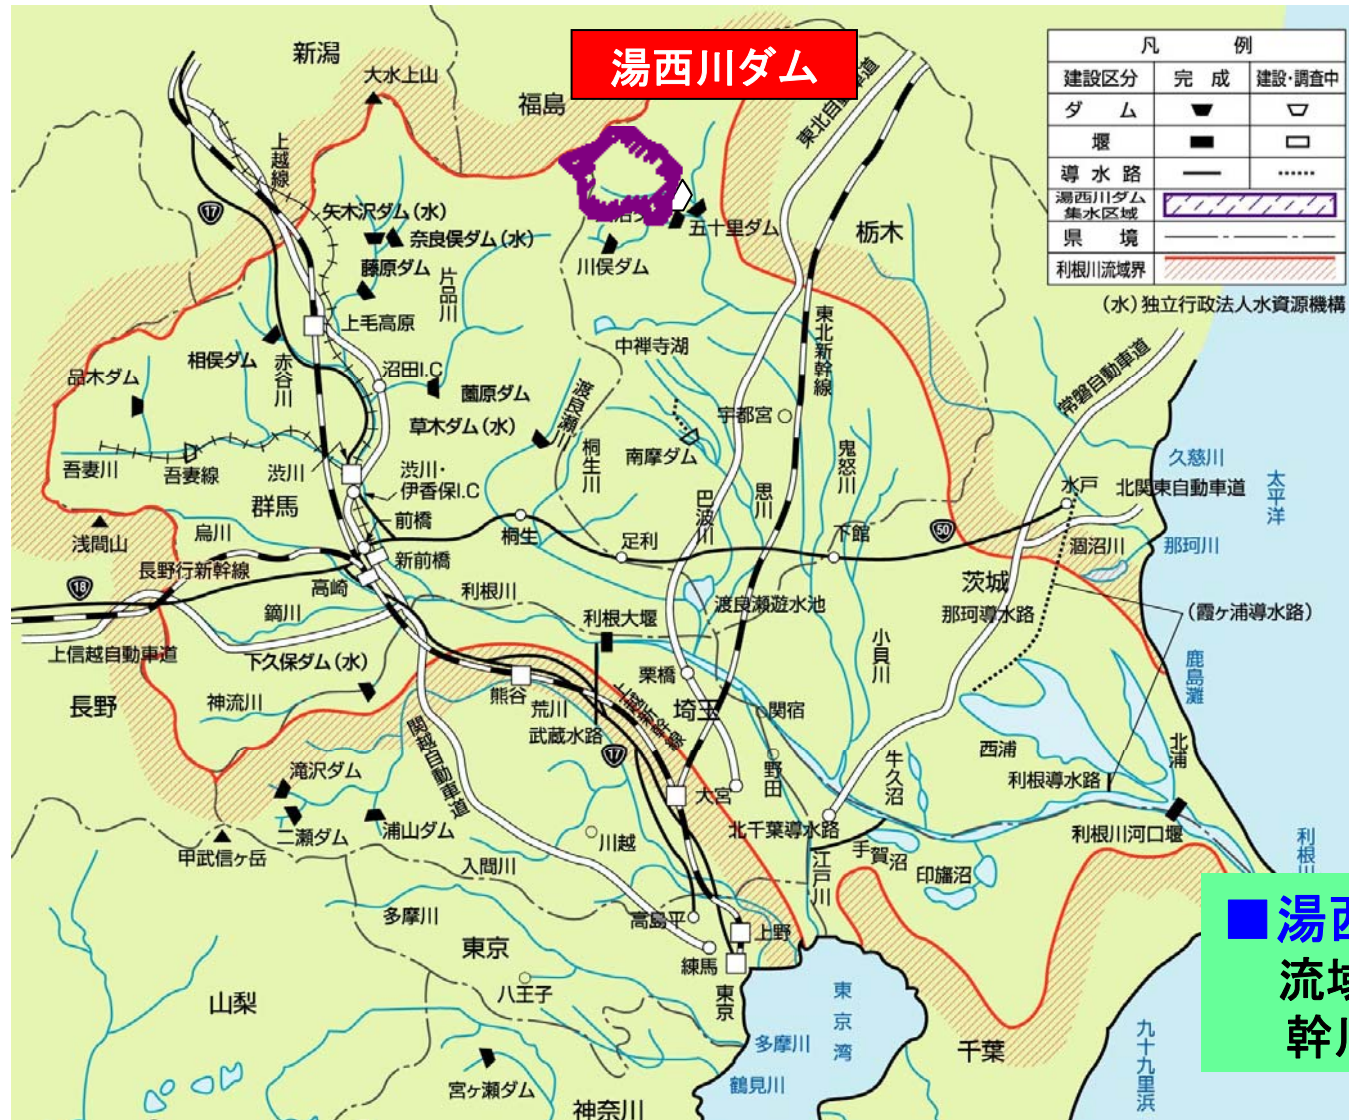 湯西川ダム
新潟
大水上山
福島
東北自動車道
凡 例
建設区分 完成 建設・調査中
ダム
堰
導水路
湯西川ダム
集水区域
県境
利根川流域界
(水)独立行政法人水資源機構
上越線
17
矢木沢ダム(水)
奈良俣ダム(水)
藤原ダム
片品川
五十里ダム
川俣ダム
栃木
上毛高原
中禅寺湖
東北新幹線
常磐自動車道
相俣ダム
赤谷川
沼田I.C
品木ダム
薗原ダム
渡良瀬川
草木ダム(水)
宇都宮
桐生川
南摩ダム
鬼怒川
思川
巴波川
吾妻川
吾妻線
渋川
渋川・
伊香保I.C
久慈川
水戸
北関東自動車道
太平洋
群馬
前橋
烏川
浅間山
桐生
足利
下館
50
涸沼川
那珂川
新前橋
長野行新幹線
高崎
18
利根川
渡良瀬遊水池
茨城
那珂導水路
(霞ヶ浦導水路)
鏑川
利根大堰
小貝川
上信越自動車道
下久保ダム(水)
栗橋
鹿島灘
長野
神流川
熊谷
荒川
上越新幹線
埼玉
関宿
武蔵水路
17
関越自動車道
西浦
北浦
野田
牛久沼
利根導水路
滝沢ダム
大宮
二瀬ダム
浦山ダム
川越
北千葉導水路
利根川河口堰
甲武信ヶ岳
入間川
江戸川
手賀沼
印旛沼
利根川
多摩川
高島平
上野
東京
練馬
山梨
八王子
東京
東京湾
多摩川
千葉
九十九里浜
宮ヶ瀬ダム
鶴見川
神奈川
■湯西
流域
幹川